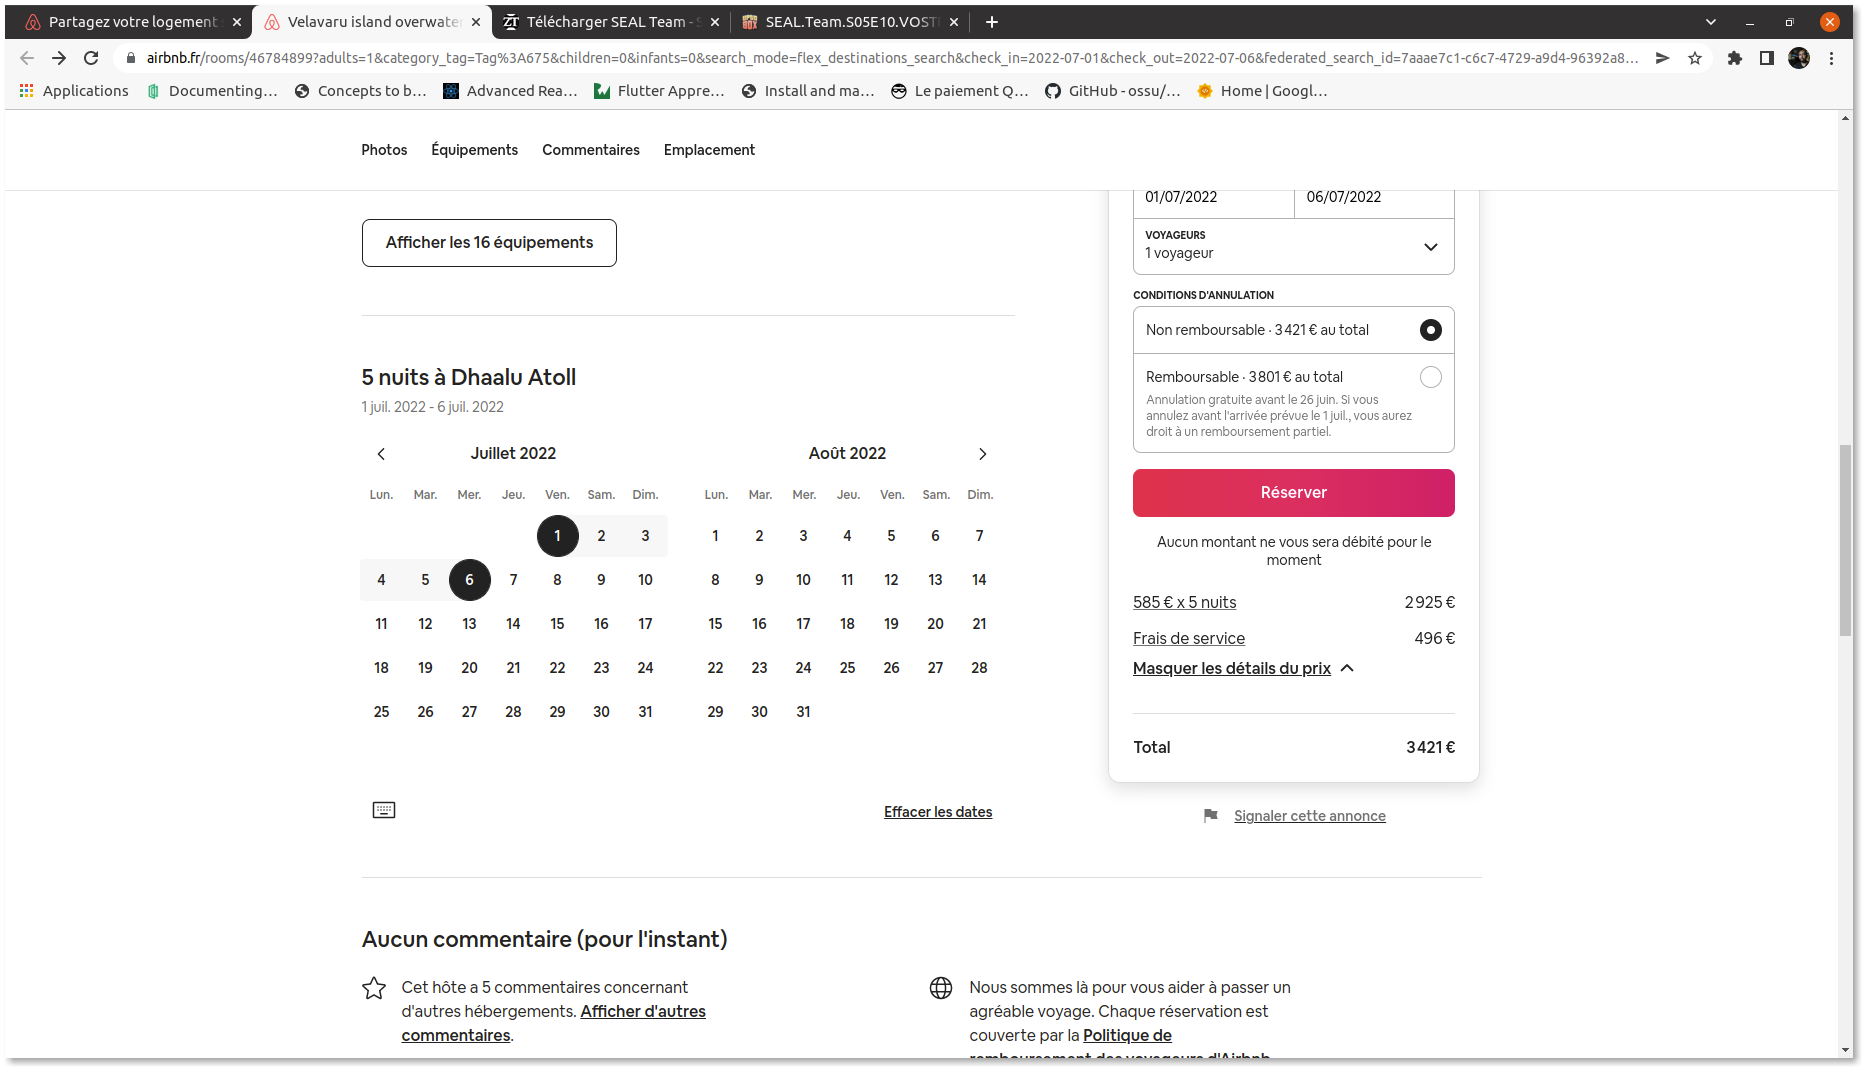 Partagez votre logement
Velavaru island overwate
Télécharger SEAL Team - S
SEAL.Team.S05E10.VOST
airbnb.fr/rooms/46784899?adults=1&category_tag=Tag%3A675&children=0&infants=0&search_mode=flex_destinations_search&check_in=2022-07-01&check_out=2022-07-06&federated_search_id=7aaae7c1-c6c7-4729-a9d4-96392a8...
Applications
Documenting...
Concepts to b...
Advanced Rea...
Flutter Appre...
Install and ma...
Le paiement Q...
GitHub - ossu/...
Home | Googl...
Photos Équipements Commentaires Emplacement
01/07/2022 06/07/2022
VOYAGEURS
1 voyageur
CONDITIONS D'ANNULATION
Non remboursable · 3 421 € au total
Remboursable · 3 801 € au total
Annulation gratuite avant le 26 juin. Si vous
annulez avant l'arrivée prévue le 1 juil., vous aurez
droit à un remboursement partiel.
Réserver
Aucun montant ne vous sera débité pour le
moment
585 € x 5 nuits 2 925 €
Frais de service 496 €
Masquer les détails du prix
Total 3 421 €
Signaler cette annonce
Afficher les 16 équipements
5 nuits à Dhaalu Atoll
1 juil. 2022 - 6 juil. 2022
Juillet 2022
Lun. Mar. Mer. Jeu. Ven. Sam. Dim.
1 2 3
4 5 6 7 8 9 10
11 12 13 14 15 16 17
18 19 20 21 22 23 24
25 26 27 28 29 30 31
Août 2022
Lun. Mar. Mer. Jeu. Ven. Sam. Dim.
1 2 3 4 5 6 7
8 9 10 11 12 13 14
15 16 17 18 19 20 21
22 23 24 25 26 27 28
29 30 31
Effacer les dates
Aucun commentaire (pour l'instant)
Cet hôte a 5 commentaires concernant
d'autres hébergements. Afficher d'autres
commentaires.
Nous sommes là pour vous aider à passer un
agréable voyage. Chaque réservation est
couverte par la Politique de
remboursement des voyageurs d'Airbnb